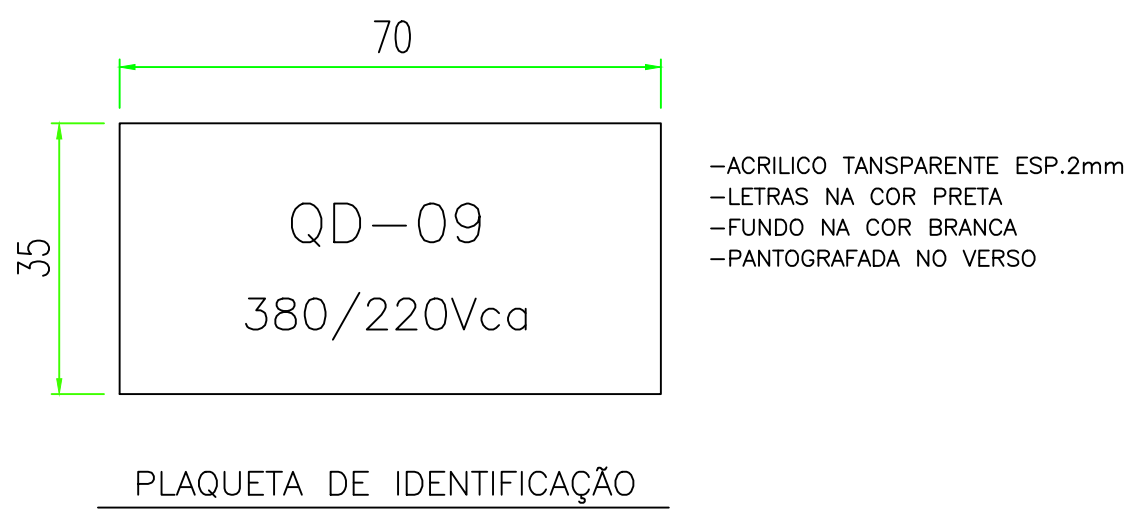 70
35
QD-09
380/220Vca
-ACRILICO TANSPARENTE ESP.2mm
-LETRAS NA COR PRETA
-FUNDO NA COR BRANCA
-PANTOGRAFADA NO VERSO
PLAQUETA DE IDENTIFICAÇÃO